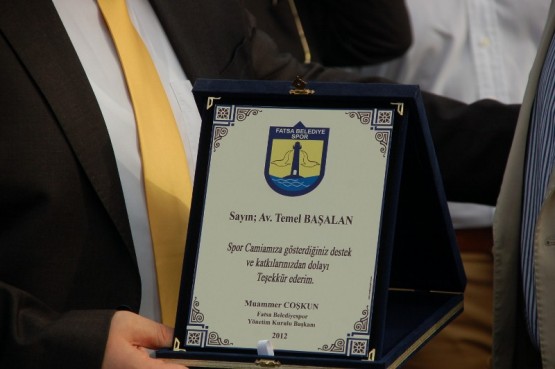 FATSA BELEDİYE
SPOR
Sayın; Av. Temel BAŞALAN
Spor Camiamıza gösterdiğiniz destek
ve katkılarınızdan dolayı
Teşekkür ederim.
Muammer COŞKUN
Fatsa Belediyespor
Yönetim Kurulu Başkanı
2012